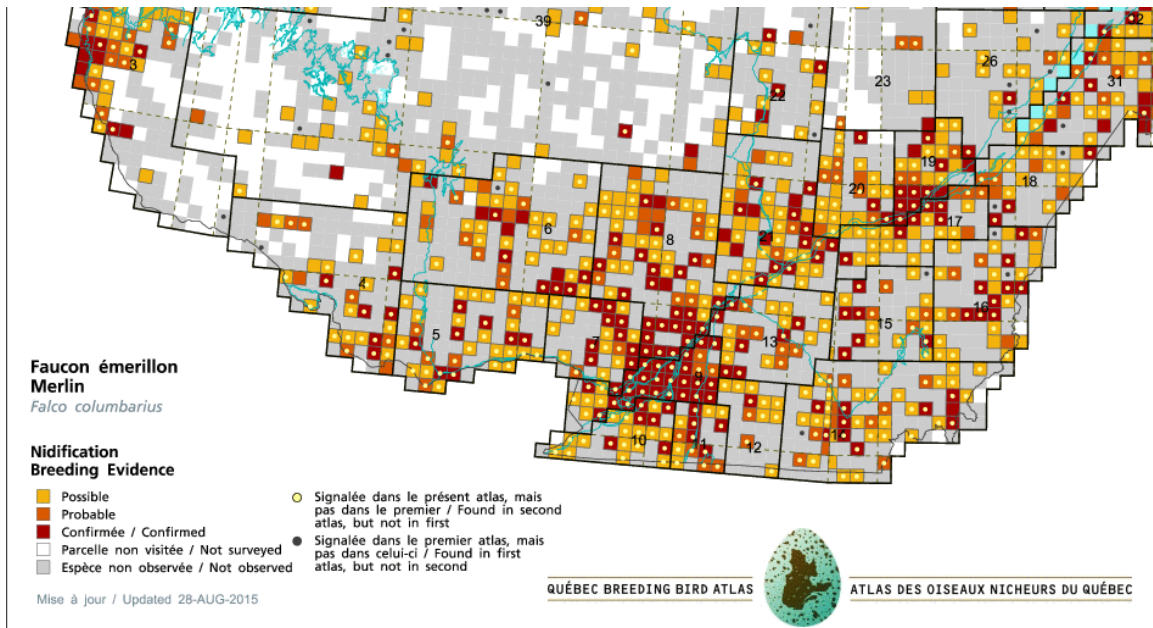 39
3
26
23
31
22
19
20
18
17
6
8
21
4
16
15
5
7
13
9
10
11
12
14
Faucon émerillon
Merlin
Falco columbarius
Nidification
Breeding Evidence
Possible
Probable
Confirmée / Confirmed
Parcelle non visitée / Not surveyed
Espèce non observée / Not observed
Signalée dans le présent atlas, mais
pas dans le premier / Found in second
atlas, but not in first
Signalée dans le premier atlas, mais
pas dans celui-ci / Found in first
atlas, but not in second
Mise à jour / Updated 28-AUG-2015
QUÉBEC BREEDING BIRD ATLAS
ATLAS DES OISEAUX NICHEURS DU QUÉBEC